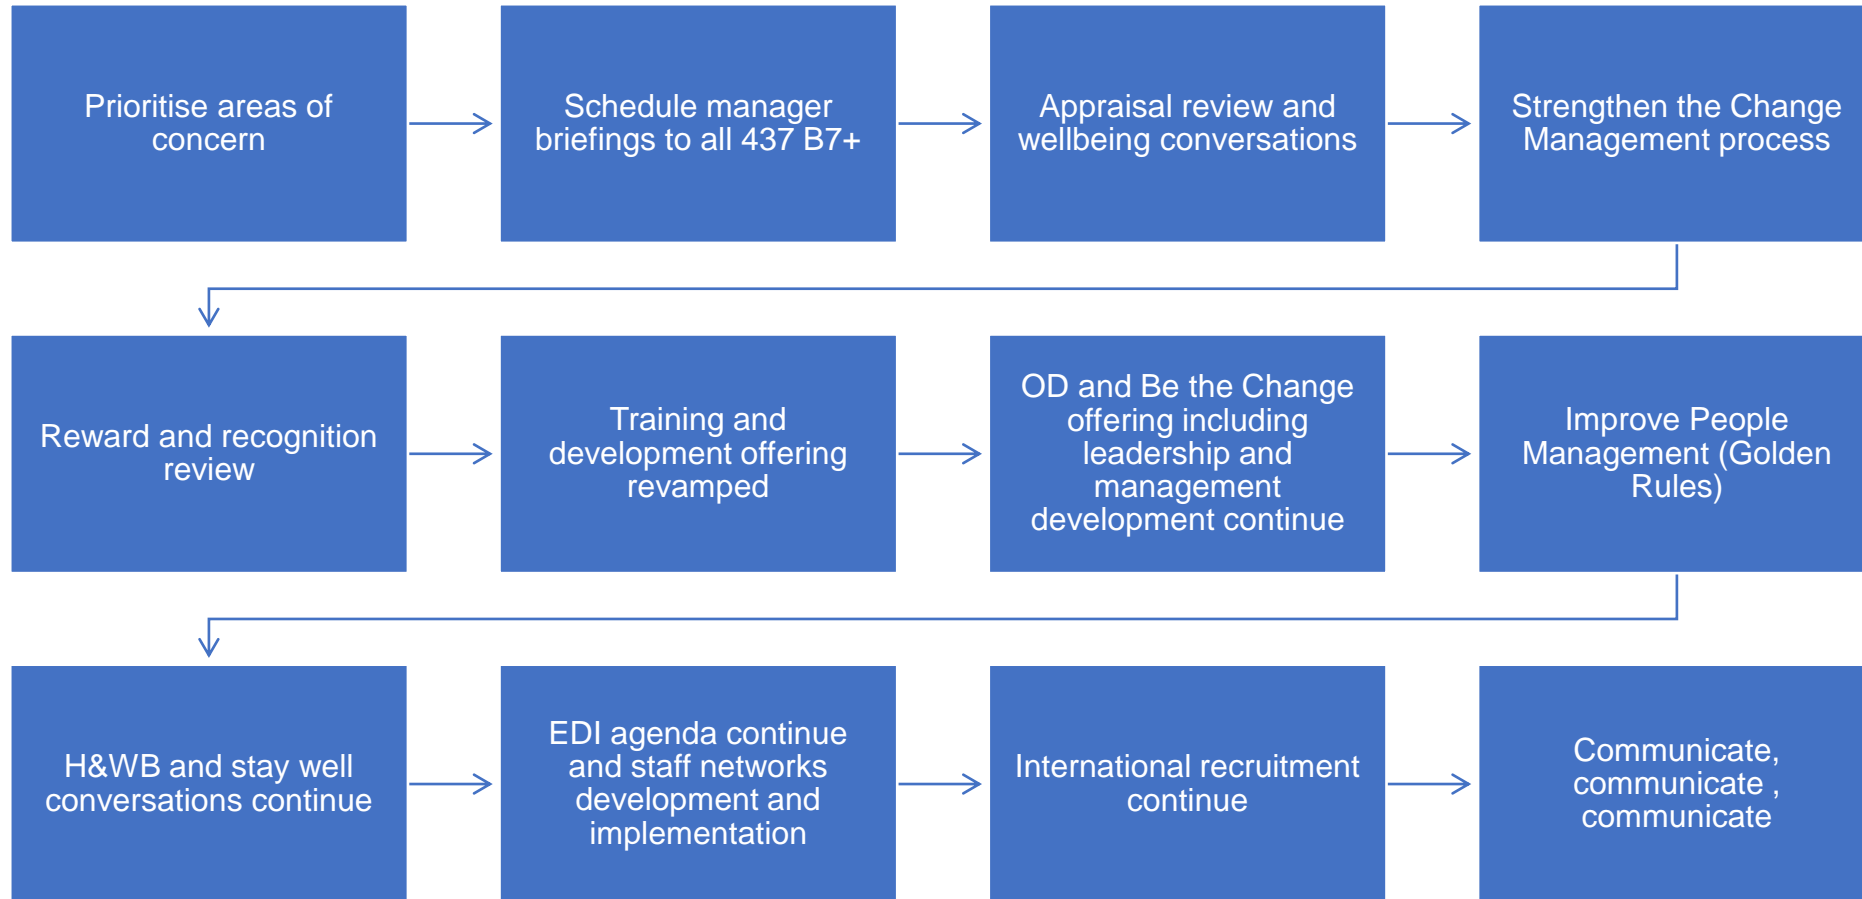 Prioritise areas of
concern
Schedule manager
briefings to all 437 B7+
Appraisal review and
wellbeing conversations
Strengthen the Change
Management process
Reward and recognition
review
Training and
development offering
revamped
OD and Be the Change
offering including
leadership and
management
development continue
Improve People
Management (Golden
Rules)
H&WB and stay well
conversations continue
EDI agenda continue
and staff networks
development and
implementation
International recruitment
continue
Communicate,
communicate ,
communicate